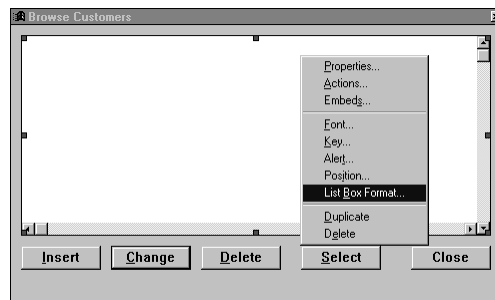 Browse Customers
Properties...
Actions...
Embeds...
Font...
Key...
Alert...
Position...
List Box Format...
Duplicate
Delete
Insert
Change
Delete
Select
Close